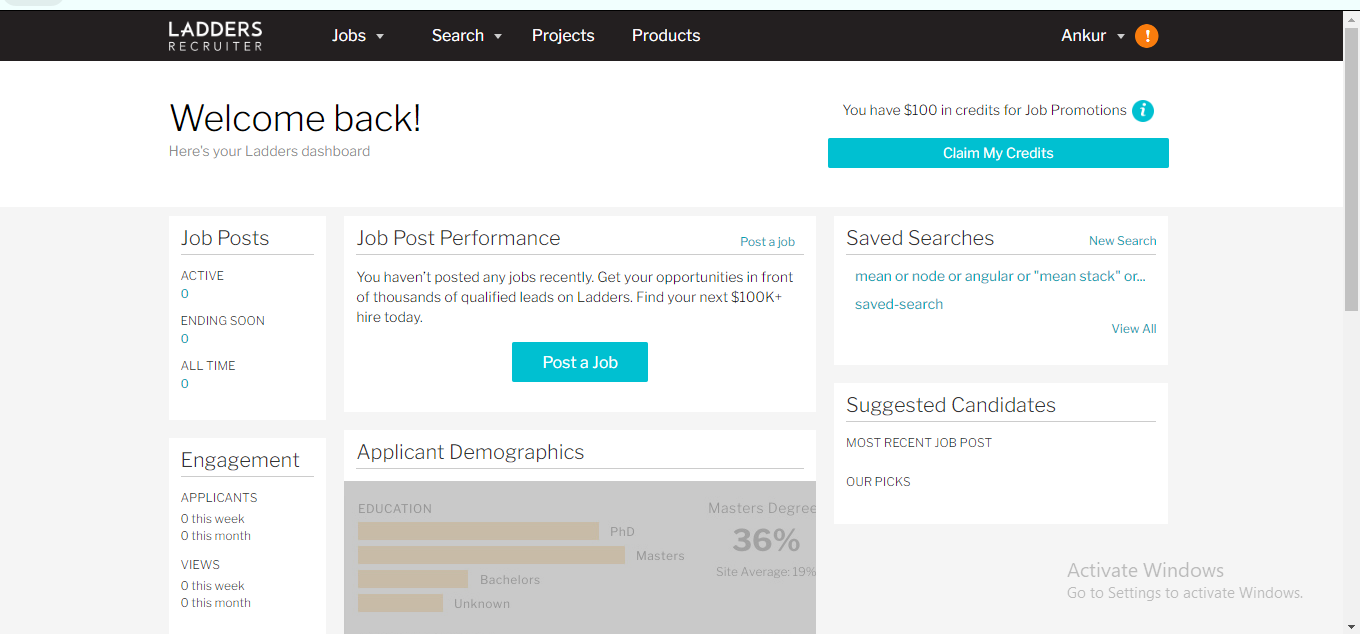 LADDERS
RECRUITER
Jobs
Search
Projects
Products
Ankur
!
Welcome back!
Here's your Ladders dashboard
You have $100 in credits for Job Promotions i
Claim My Credits
Job Posts
ACTIVE
0
ENDING SOON
0
ALL TIME
0
Engagement
APPLICANTS
0 this week
0 this month
VIEWS
0 this week
0 this month
Job Post Performance
Post a job
You haven't posted any jobs recently. Get your opportunities in front
of thousands of qualified leads on Ladders. Find your next $100K+
hire today.
Post a Job
Applicant Demographics
EDUCATION
PhD
Masters
Bachelors
Unknown
Masters Degree
36%
Site Average: 19%
Saved Searches
New Search
mean or node or angular or "mean stack" or...
saved-search
View All
Suggested Candidates
MOST RECENT JOB POST
OUR PICKS
Activate Windows
Go to Settings to activate Windows.